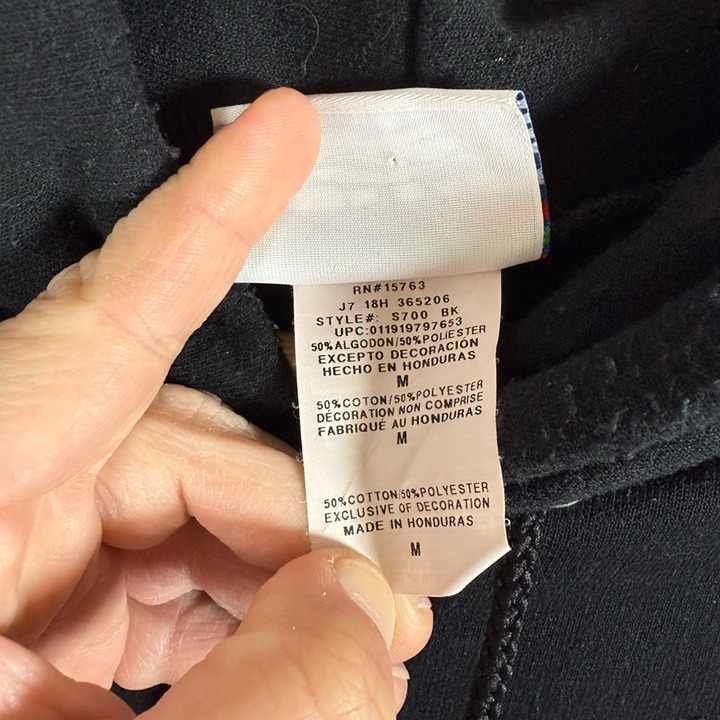 RN#15763
J7 18H 365206
STYLE#: S700 BK
UPC:011919797653
50%ALGODON/50%POLIESTER
EXCEPTO DECORACIÓN
HECHO EN HONDURAS
M
50%COTON/50%POLYESTER
DÉCORATION NON COMPRISE
FABRIQUÉ AU HONDURAS
M
50%COTTON/50%POLYESTER
EXCLUSIVE OF DECORATION
MADE IN HONDURAS
M